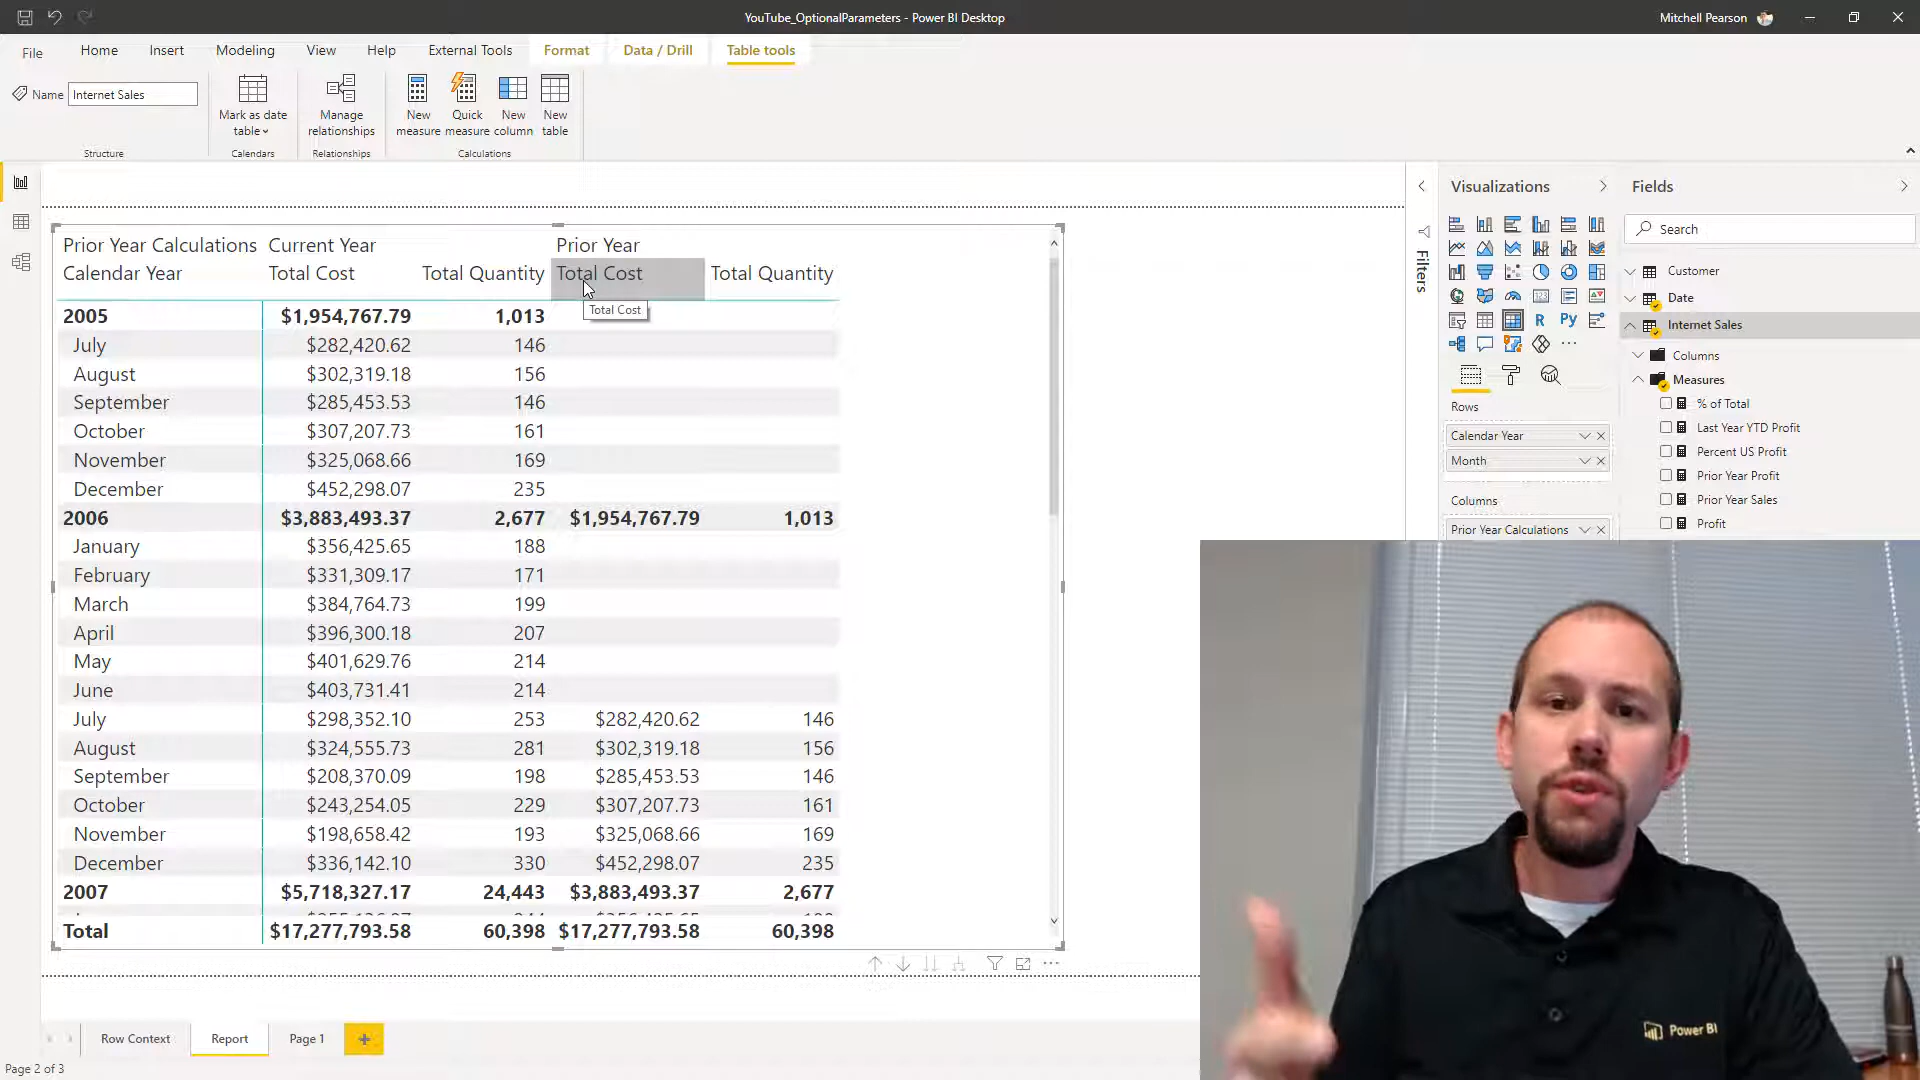 YouTube_OptionalParameters - Power BI Desktop
Mitchell Pearson
File Home Insert Modeling View Help External Tools Format Data / Drill Table tools
Name Internet Sales
Mark as date table
Manage relationships
New measure
Quick measure
New column
New table
Structure Calendars Relationships Calculations
Prior Year Calculations Current Year Prior Year
Calendar Year Total Cost Total Quantity Total Cost Total Quantity
Total Cost
2005 $1,954,767.79 1,013
July $282,420.62 146
August $302,319.18 156
September $285,453.53 146
October $307,207.73 161
November $325,068.66 169
December $452,298.07 235
2006 $3,883,493.37 2,677 $1,954,767.79 1,013
January $356,425.65 188
February $331,309.17 171
March $384,764.73 199
April $396,300.18 207
May $401,629.76 214
June $403,731.41 214
July $298,352.10 253 $282,420.62 146
August $324,555.73 281 $302,319.18 156
September $208,370.09 198 $285,453.53 146
October $243,254.05 229 $307,207.73 161
November $198,658.42 193 $325,068.66 169
December $336,142.10 330 $452,298.07 235
2007 $5,718,327.17 24,443 $3,883,493.37 2,677
Total $17,277,793.58 60,398 $17,277,793.58 60,398
Filters
Visualizations
R Py
Rows
Calendar Year
Month
Columns
Prior Year Calculations
Fields
Search
Customer
Date
Internet Sales
Columns
Measures
% of Total
Last Year YTD Profit
Percent US Profit
Prior Year Profit
Prior Year Sales
Profit
Power BI
Row Context Report Page 1
Page 2 of 3